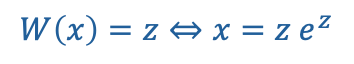 W(x) = z ⇔ x = z e^z